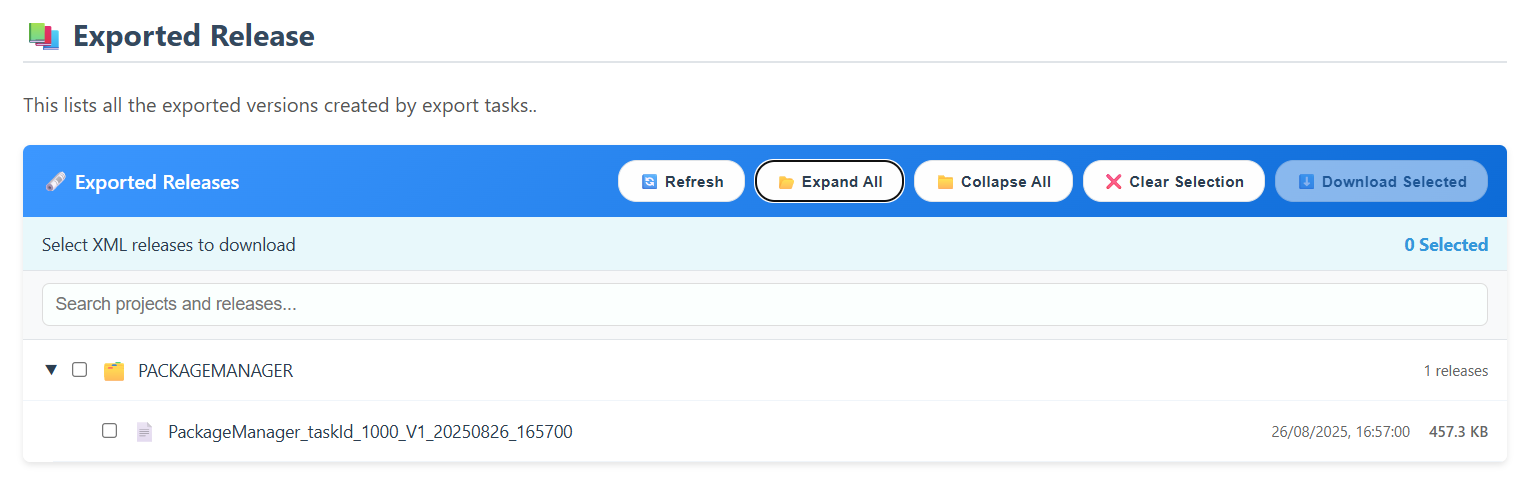 Exported Release
This lists all the exported versions created by export tasks..
Exported Releases Refresh Expand All Collapse All Clear Selection Download Selected
Select XML releases to download 0 Selected
Search projects and releases...
PACKAGEMANAGER 1 releases
PackageManager_taskId_1000_V1_20250826_165700 26/08/2025, 16:57:00 457.3 KB